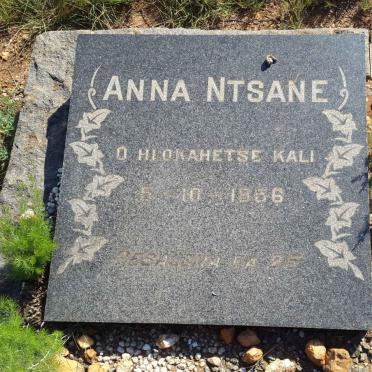 ANNA NTSANE
O HLOKAHETSE KALI
5-10-1956